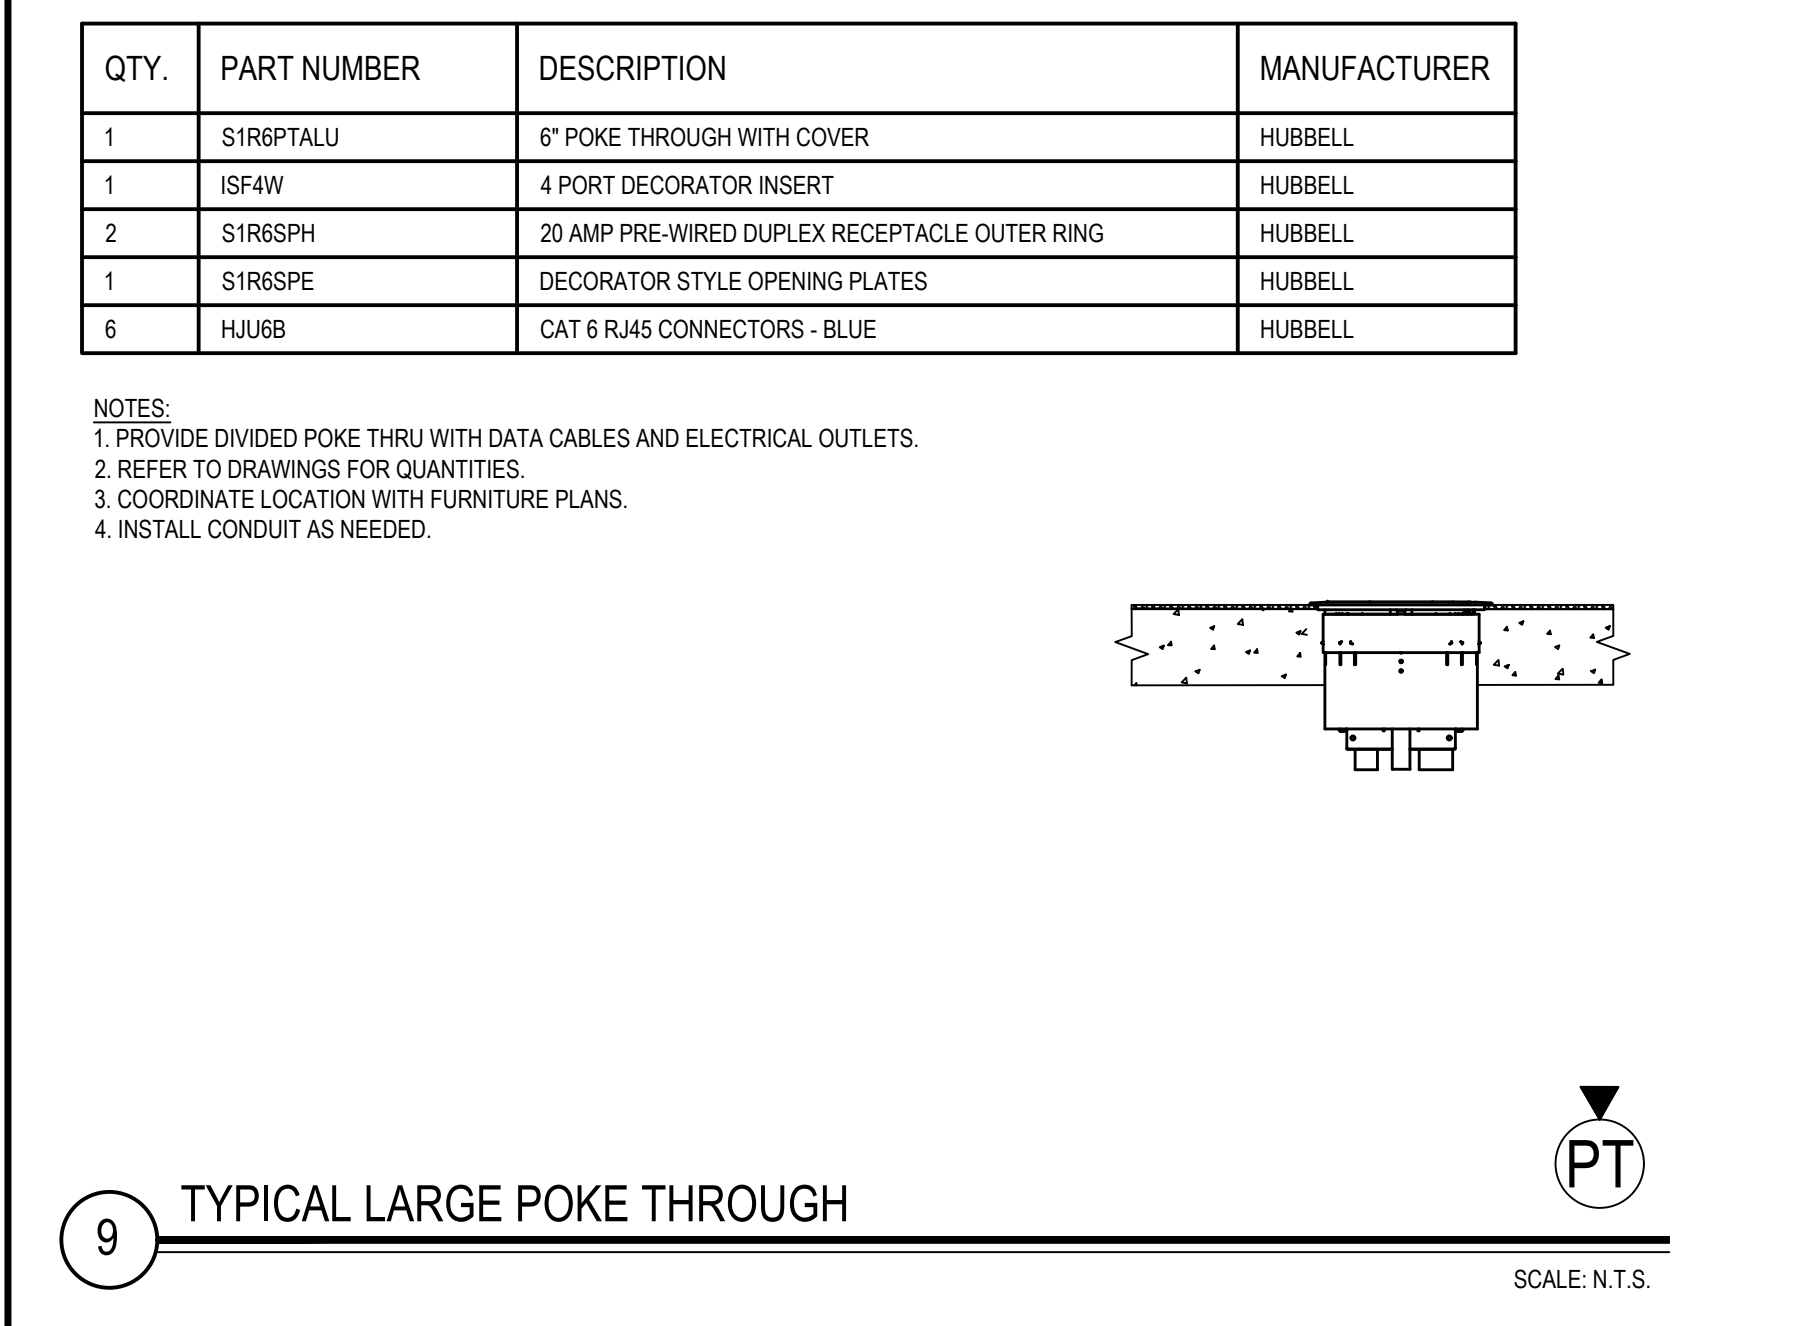 QTY. PART NUMBER DESCRIPTION MANUFACTURER
1 S1R6PTALU 6" POKE THROUGH WITH COVER HUBBELL
1 ISF4W 4 PORT DECORATOR INSERT HUBBELL
2 S1R6SPH 20 AMP PRE-WIRED DUPLEX RECEPTACLE OUTER RING HUBBELL
1 S1R6SPE DECORATOR STYLE OPENING PLATES HUBBELL
6 HJU6B CAT 6 RJ45 CONNECTORS - BLUE HUBBELL
NOTES:
1. PROVIDE DIVIDED POKE THRU WITH DATA CABLES AND ELECTRICAL OUTLETS.
2. REFER TO DRAWINGS FOR QUANTITIES.
3. COORDINATE LOCATION WITH FURNITURE PLANS.
4. INSTALL CONDUIT AS NEEDED.
PT
9 TYPICAL LARGE POKE THROUGH
SCALE: N.T.S.